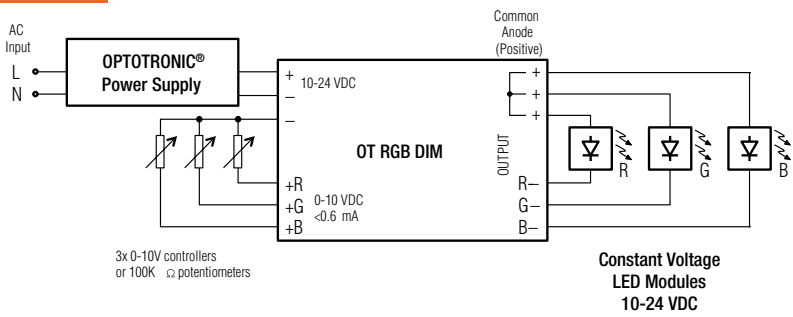 AC
Input
L
N
OPTOTRONIC®
Power Supply
+
10-24 VDC
–
–
OT RGB DIM
+R
+G
+B
0-10 VDC
<0.6 mA
3x 0-10V controllers
or 100K Ω potentiometers
Common
Anode
(Positive)
+
+
+
OUTPUT
R–
G–
B–
R
G
B
Constant Voltage
LED Modules
10-24 VDC